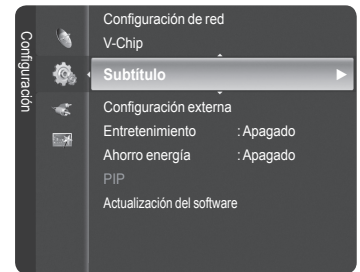 Configuración
Configuración de red
V-Chip
Subtítulo
Configuración externa
Entretenimiento : Apagado
Ahorro energía : Apagado
PIP
Actualización del software